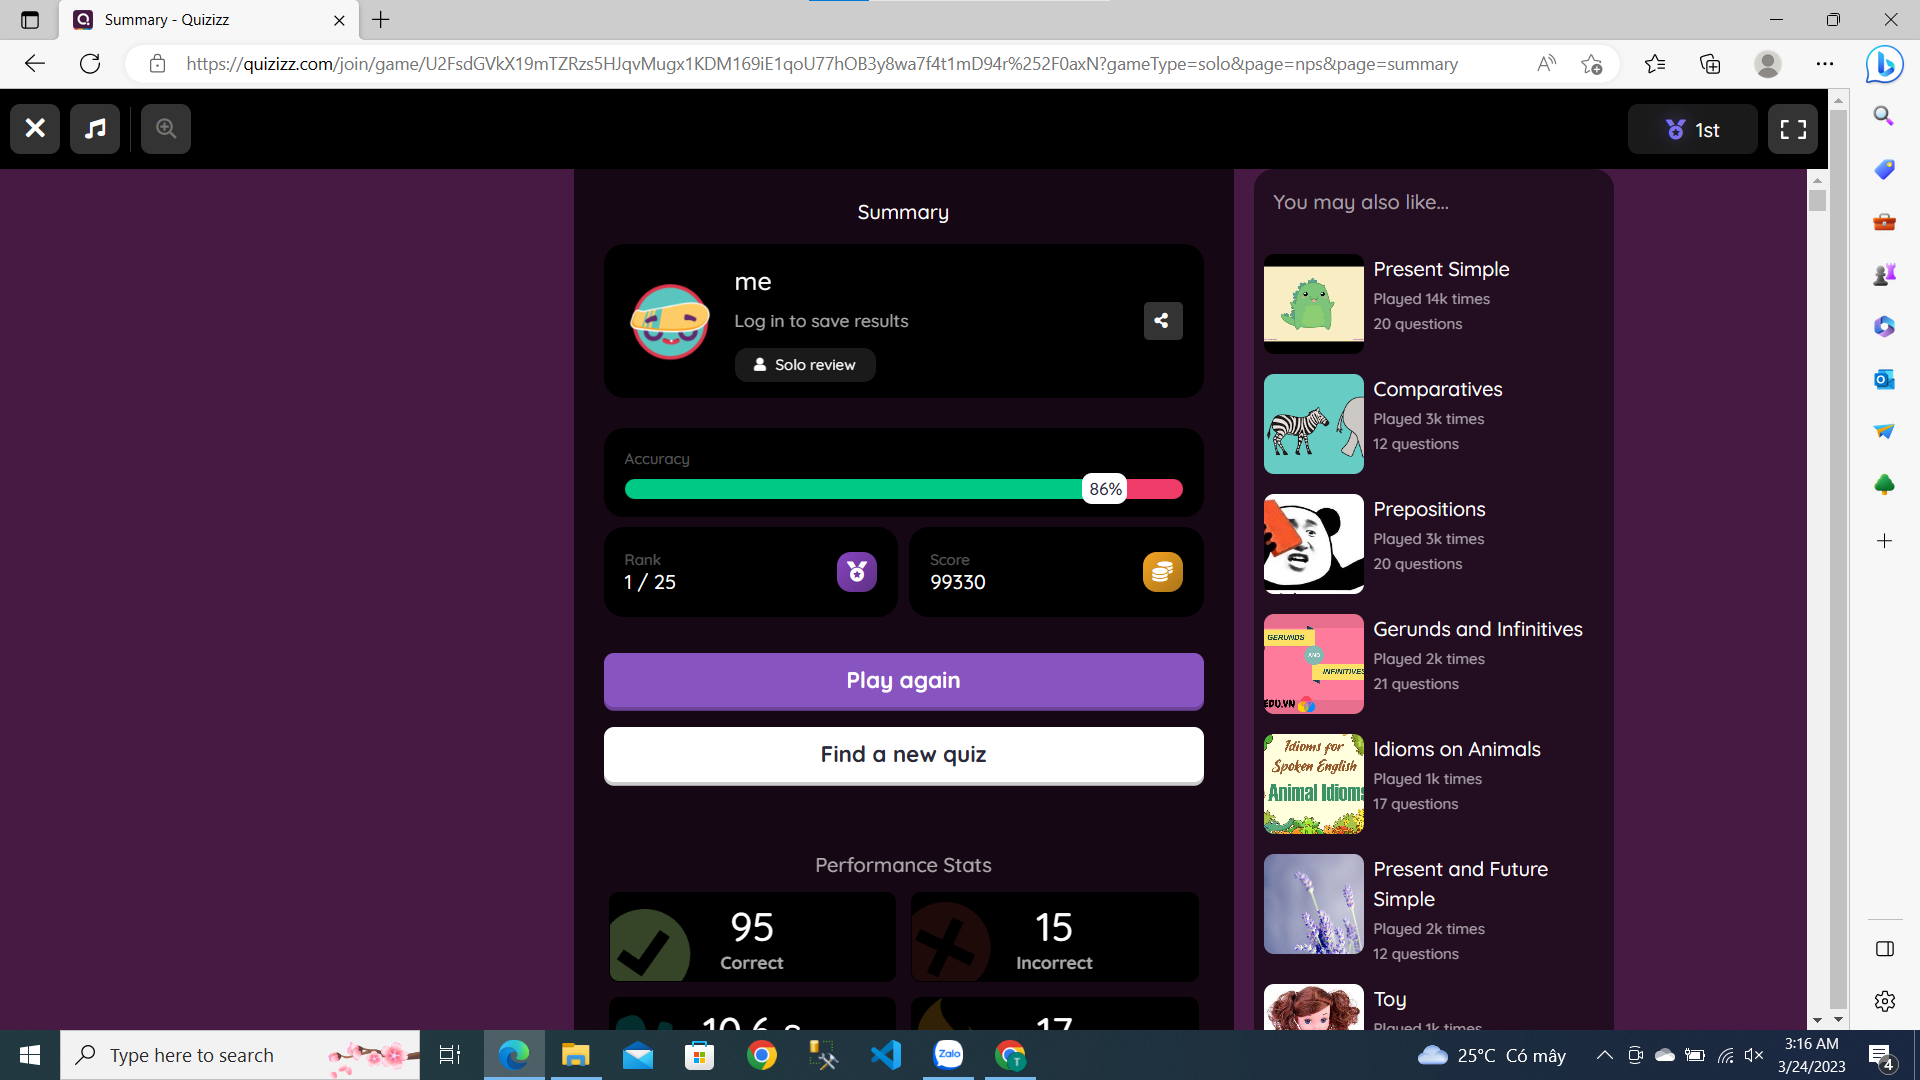 Summary - Quizizz
https://quizizz.com/join/game/U2FsdGVkX19mTZRzs5HJqvMugx1KDM169iE1qoU77hOB3y8wa7f4t1mD94r%252F0axN?gameType=solo&page=nps&page=summary
1st
Summary
me
Log in to save results
Solo review
Accuracy
86%
Rank
1 / 25
Score
99330
Play again
Find a new quiz
Performance Stats
95
Correct
15
Incorrect
10.6 s
17
You may also like...
Present Simple
Played 14k times
20 questions
Comparatives
Played 3k times
12 questions
Prepositions
Played 3k times
20 questions
GERUNDS
AND
INFINITIVES
EDU.VN
Gerunds and Infinitives
Played 2k times
21 questions
Idioms for
Spoken English
Animal Idioms
Idioms on Animals
Played 1k times
17 questions
Present and Future
Simple
Played 2k times
12 questions
Toy
Played 1k times
Type here to search
Zalo
T
25°C Có mây
3:16 AM
3/24/2023
4